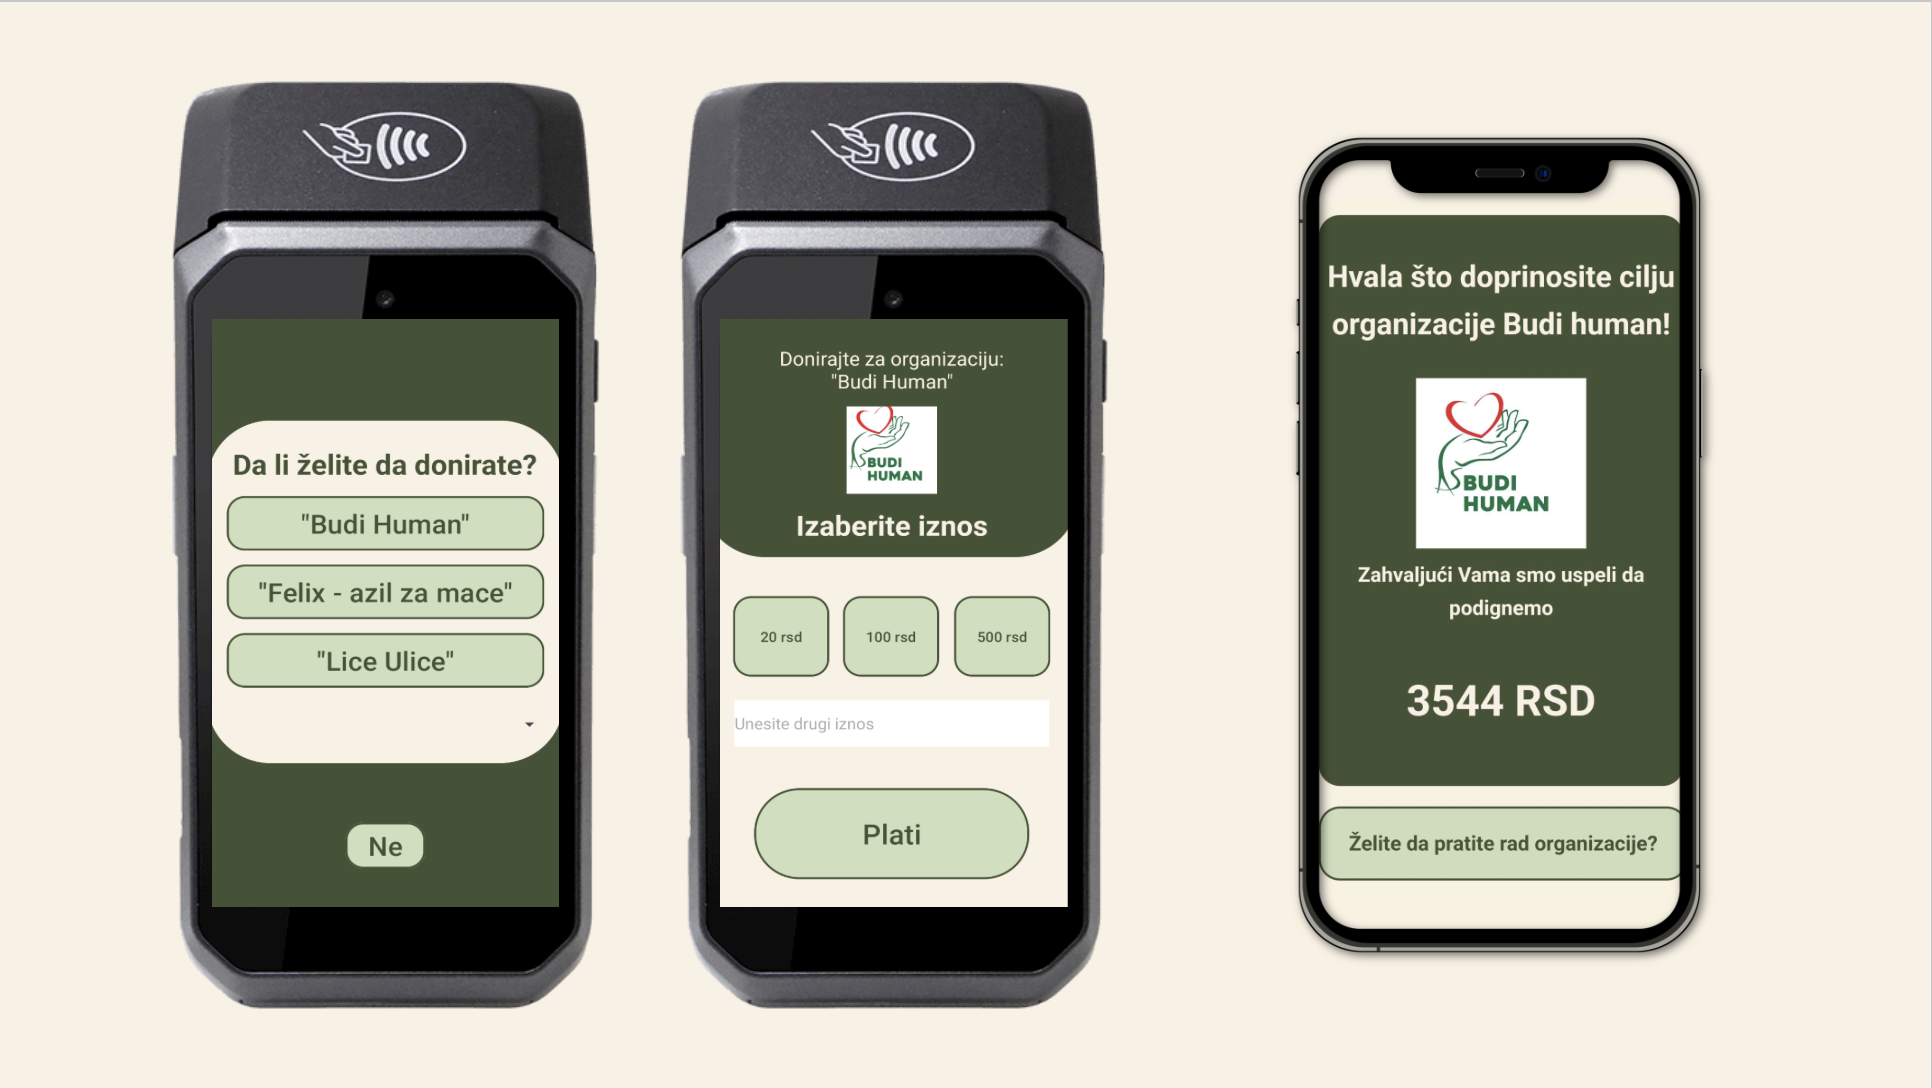 Da li želite da donirate?
"Budi Human"
"Felix - azil za mace"
"Lice Ulice"
Ne
Donirajte za organizaciju:
"Budi Human"
BUDI
HUMAN
Izaberite iznos
20 rsd
100 rsd
500 rsd
Unesite drugi iznos
Plati
Hvala što doprinosite cilju
organizacije Budi human!
BUDI
HUMAN
Zahvaljući Vama smo uspeli da
podignemo
3544 RSD
Želite da pratite rad organizacije?